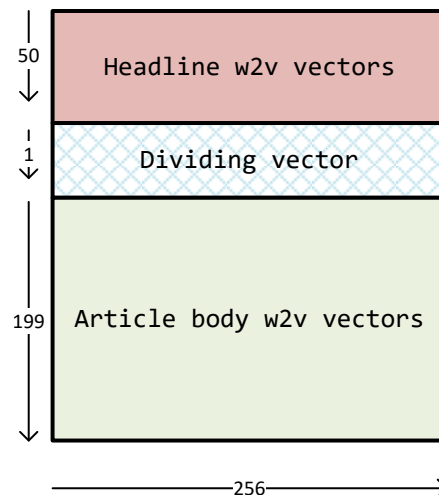 50
Headline w2v vectors
1
Dividing vector
199
Article body w2v vectors
256